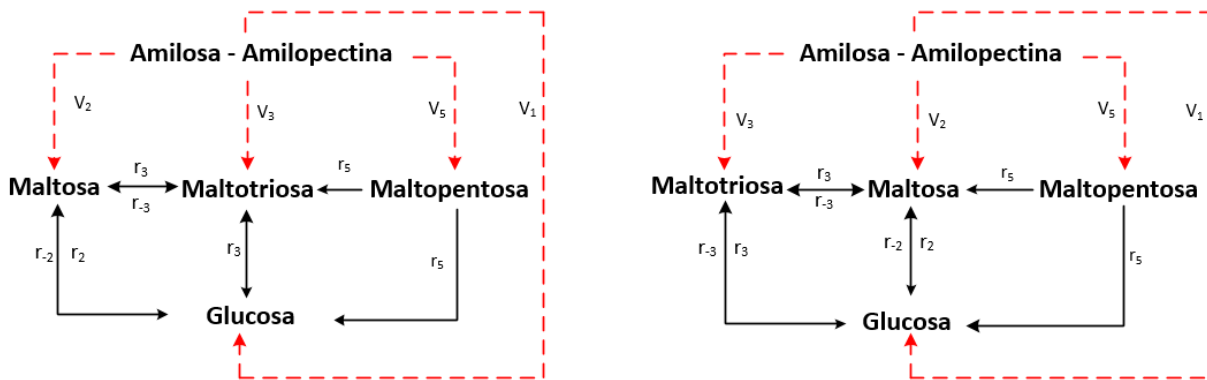 Amilosa - Amilopectina
V₂
V₃
V₅
V₁
Maltosa
r₃
r₋₃
Maltotriosa
r₅
Maltopentosa
r₋₂
r₂
r₃
r₅
Glucosa
Amilosa - Amilopectina
V₃
V₂
V₅
V₁
Maltotriosa
r₃
r₋₃
Maltosa
r₅
Maltopentosa
r₋₃
r₃
r₋₂
r₂
r₅
Glucosa